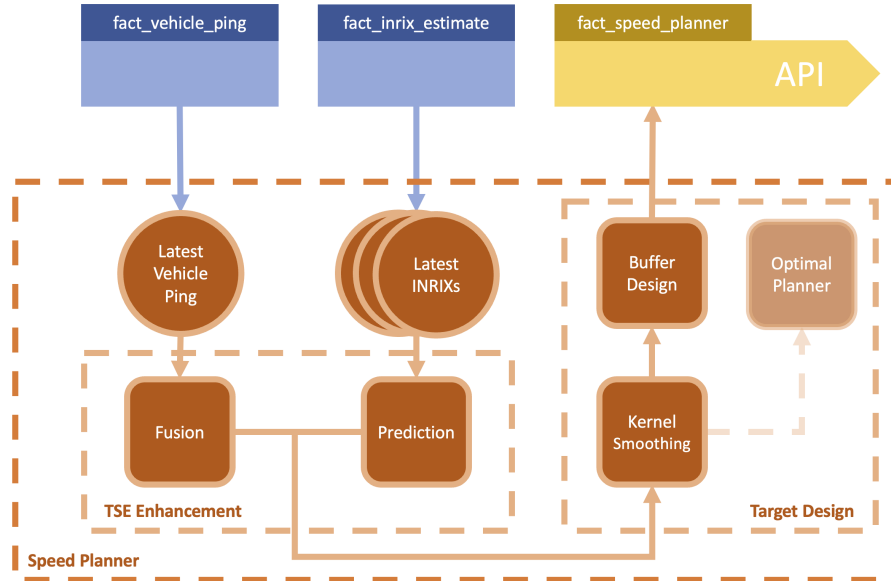 fact_vehicle_ping
fact_inrix_estimate
fact_speed_planner
API
Latest
Vehicle
Ping
Latest
INRIXs
Buffer
Design
Optimal
Planner
Fusion
Prediction
Kernel
Smoothing
TSE Enhancement
Target Design
Speed Planner